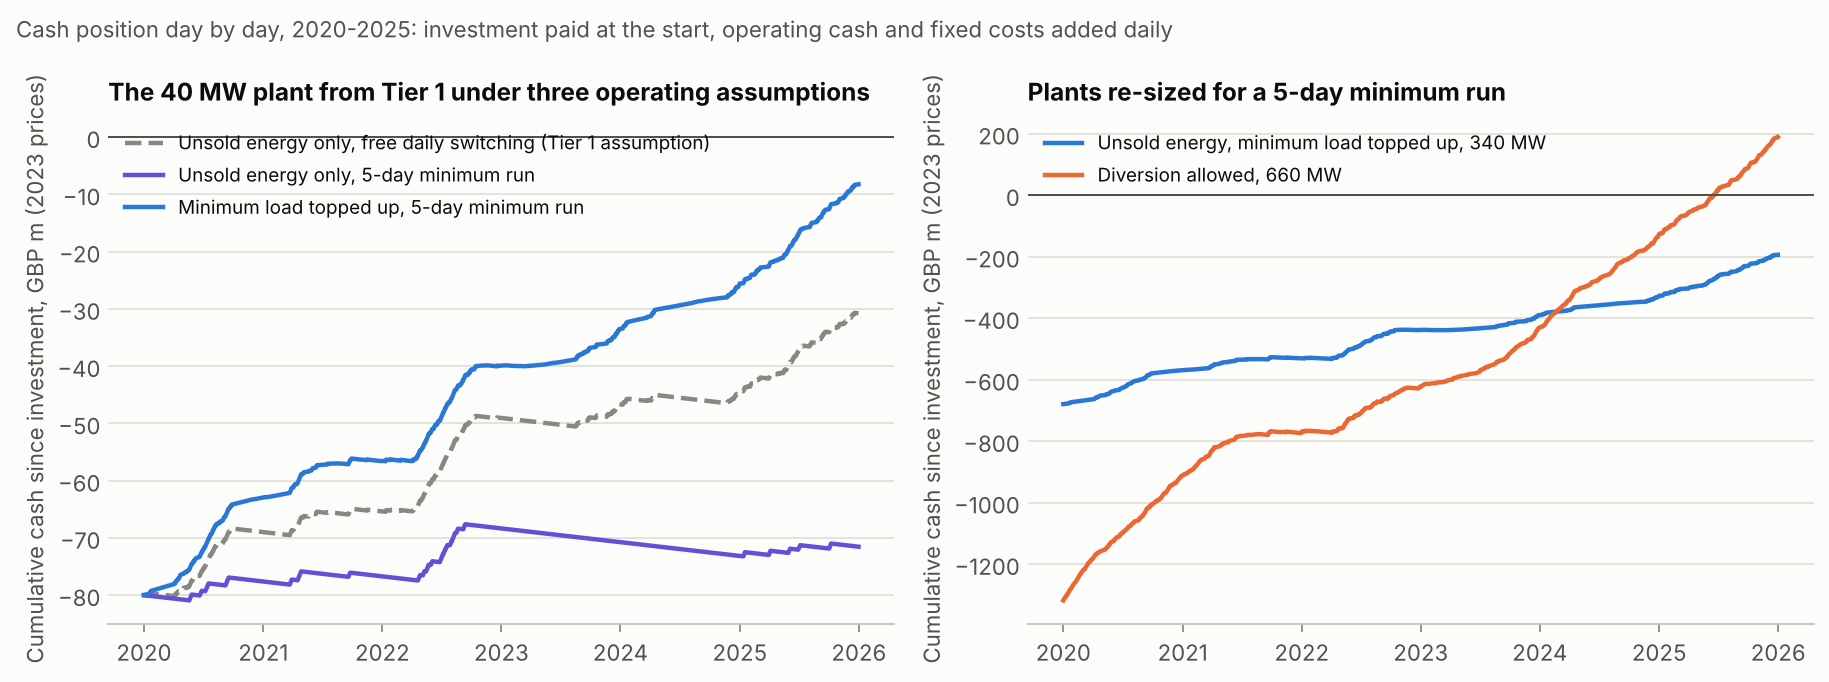 Cash position day by day, 2020-2025: investment paid at the start, operating cash and fixed costs added daily
The 40 MW plant from Tier 1 under three operating assumptions
Cumulative cash since investment, GBP m (2023 prices)
Unsold energy only, free daily switching (Tier 1 assumption)
Unsold energy only, 5-day minimum run
Minimum load topped up, 5-day minimum run
0
−10
−20
−30
−40
−50
−60
−70
−80
2020 2021 2022 2023 2024 2025 2026
Plants re-sized for a 5-day minimum run
Cumulative cash since investment, GBP m (2023 prices)
Unsold energy, minimum load topped up, 340 MW
Diversion allowed, 660 MW
200
0
−200
−400
−600
−800
−1000
−1200
2020 2021 2022 2023 2024 2025 2026